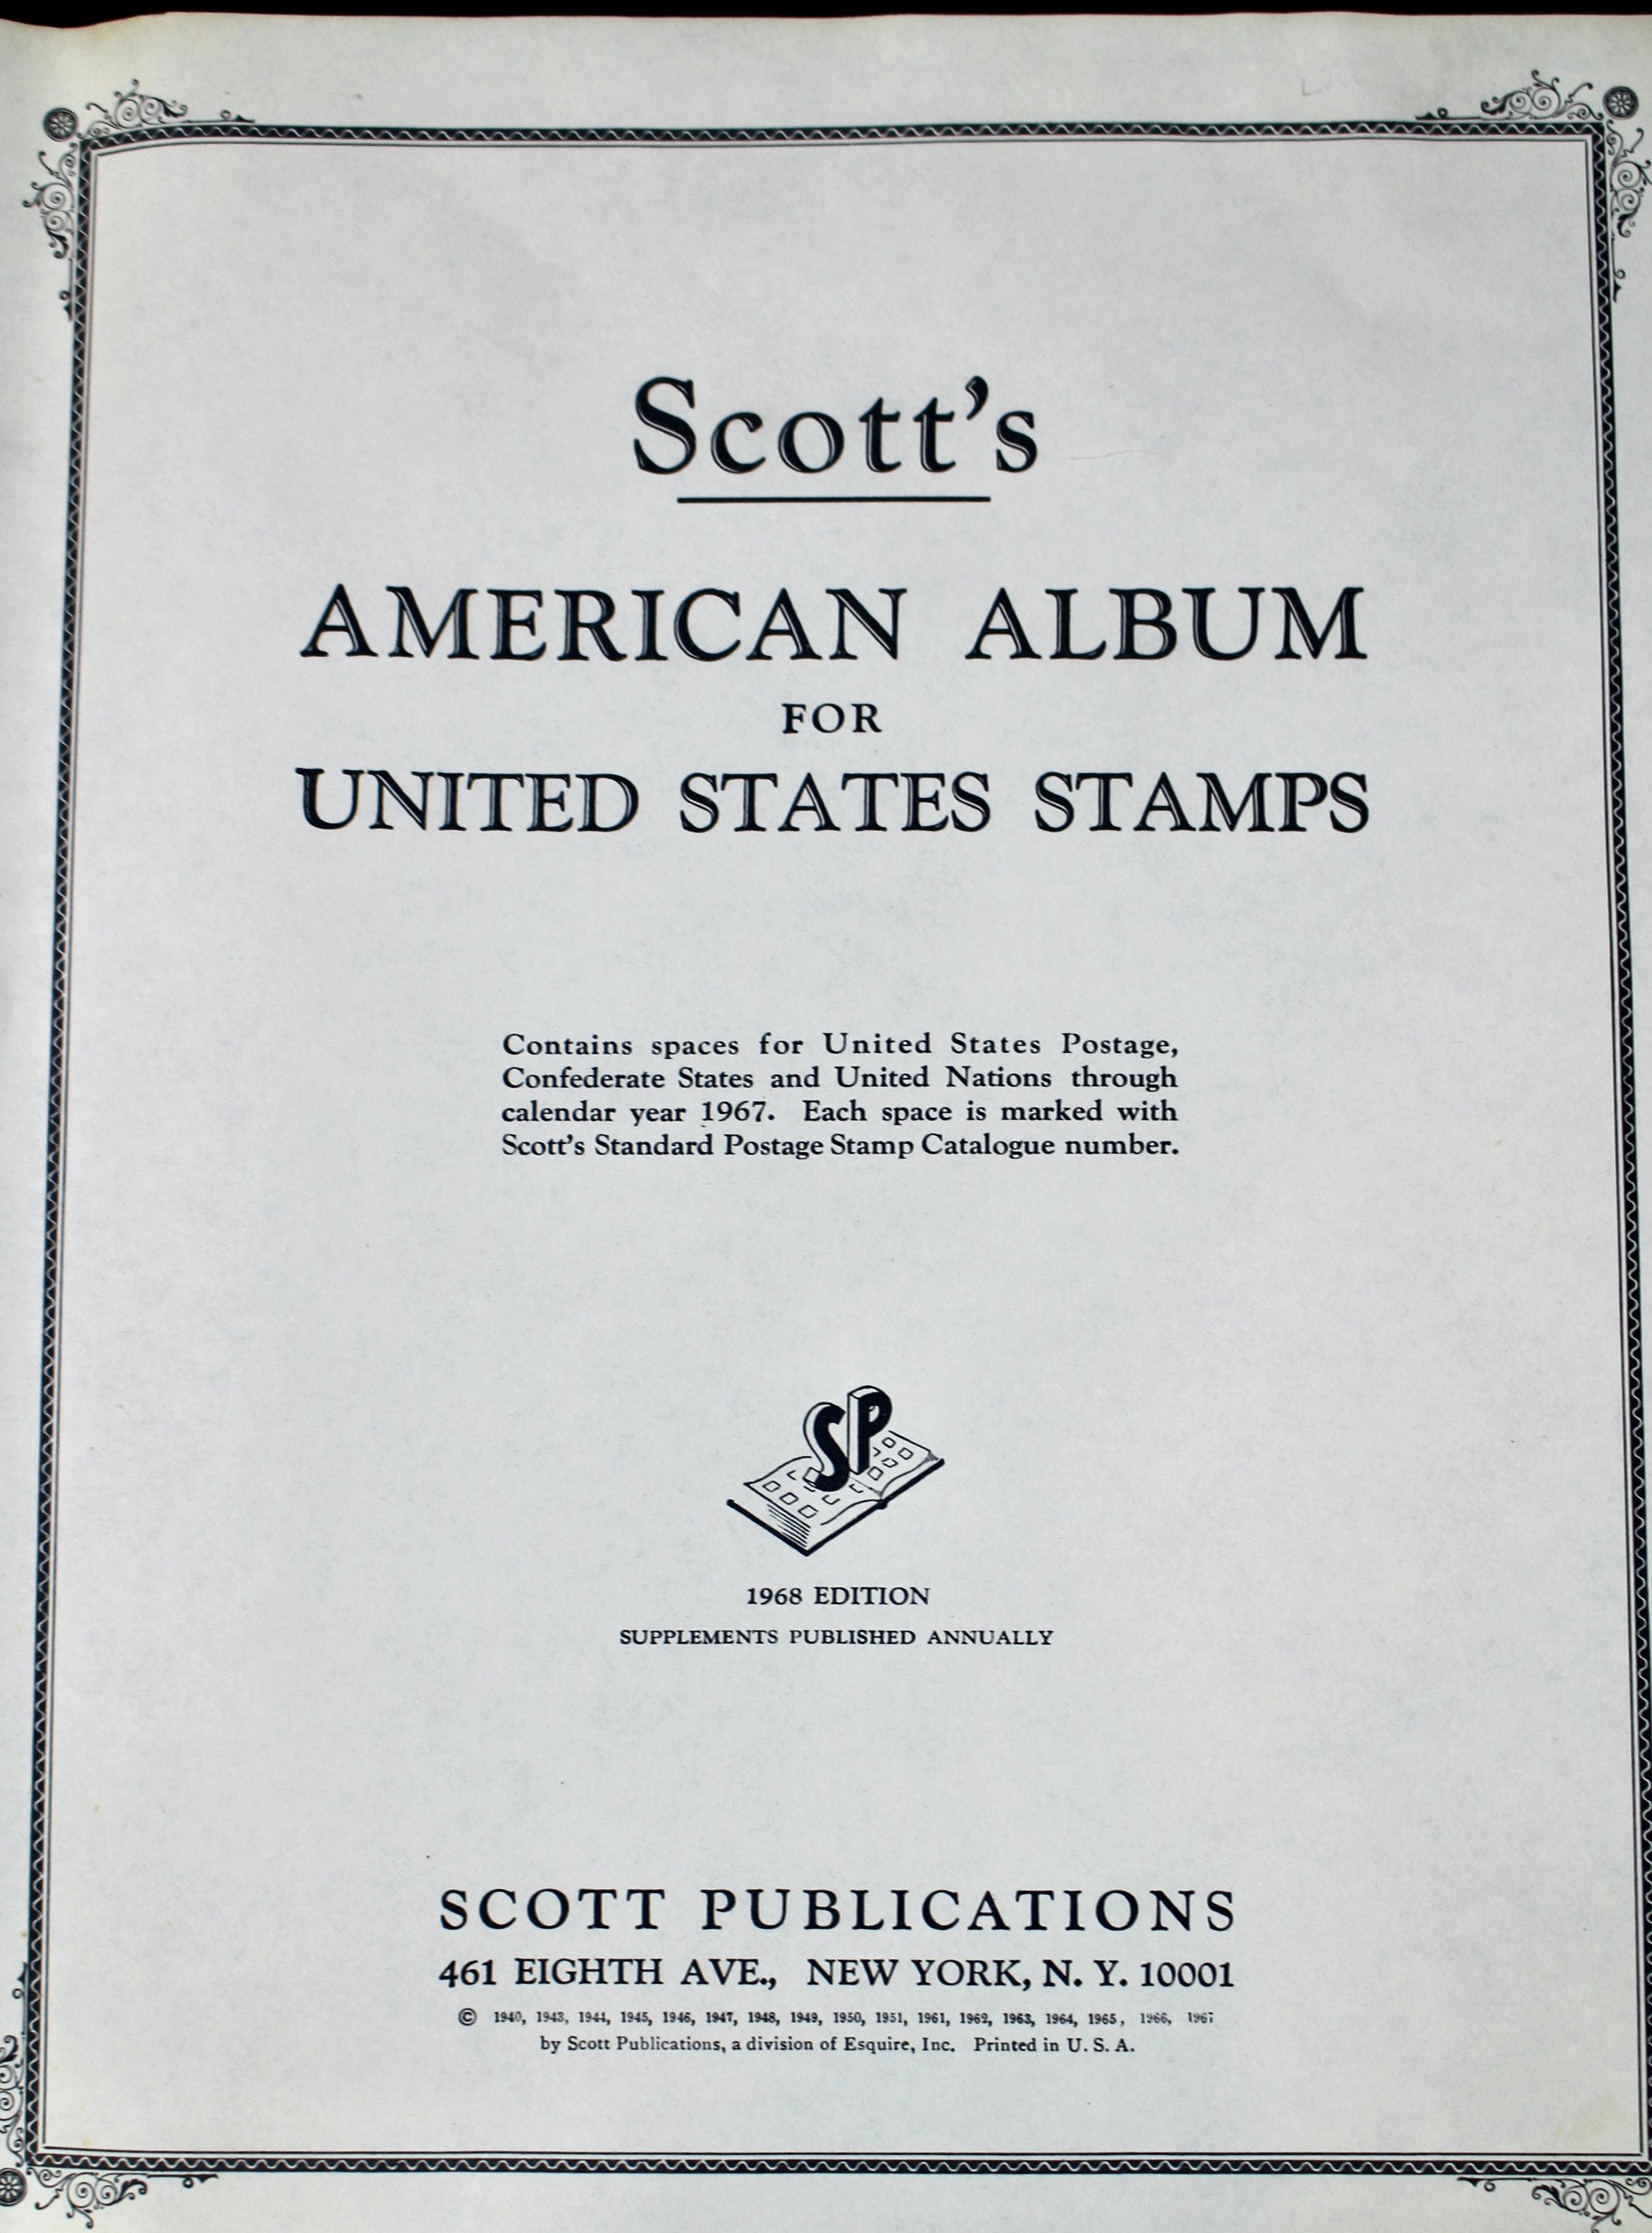 Scott's
AMERICAN ALBUM
FOR
UNITED STATES STAMPS
Contains spaces for United States Postage,
Confederate States and United Nations through
calendar year 1967. Each space is marked with
Scott's Standard Postage Stamp Catalogue number.
SP
1968 EDITION
SUPPLEMENTS PUBLISHED ANNUALLY
SCOTT PUBLICATIONS
461 EIGHTH AVE., NEW YORK, N. Y. 10001
© 1940, 1943, 1944, 1945, 1946, 1947, 1948, 1949, 1950, 1951, 1961, 1962, 1963, 1964, 1965, 1966, 1967
by Scott Publications, a division of Esquire, Inc. Printed in U. S. A.